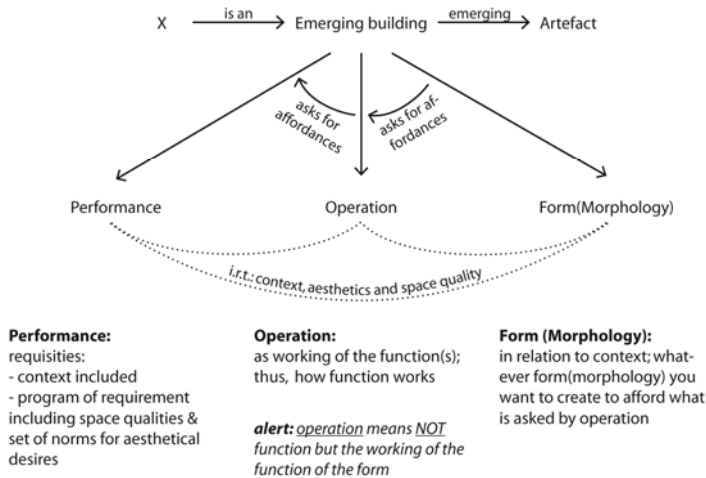 X is an Emerging building emerging Artefact
asks for
affordances
asks for af-
fordances
Performance Operation Form(Morphology)
i.r.t.: context, aesthetics and space quality
Performance:
requisities:
- context included
- program of requirement
including space qualities &
set of norms for aesthetical
desires
Operation:
as working of the function(s);
thus, how function works
alert: operation means NOT
function but the working of the
function of the form
Form (Morphology):
in relation to context; what-
ever form(morphology) you
want to create to afford what
is asked by operation